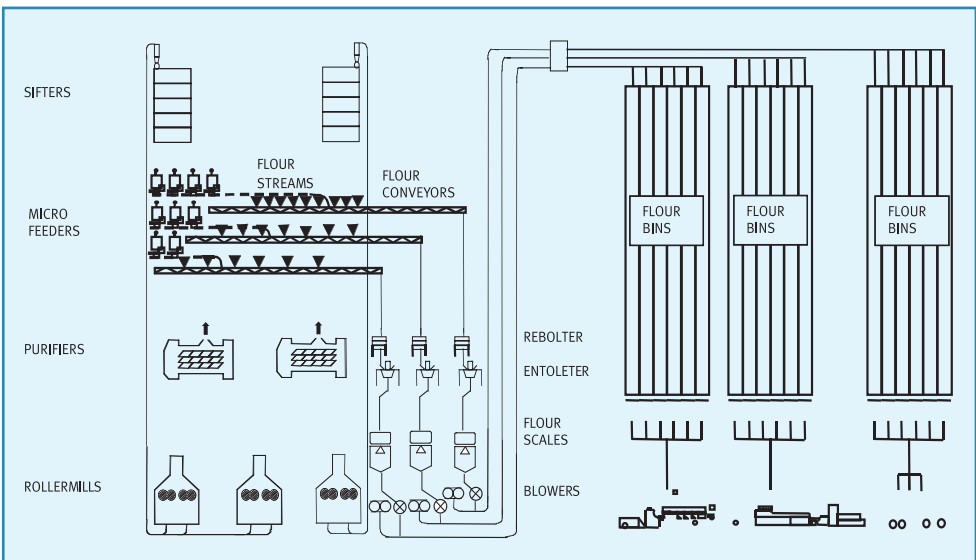 SIFTERS
FLOUR
STREAMS
FLOUR
CONVEYORS
MICRO
FEEDERS
FLOUR
BINS
FLOUR
BINS
FLOUR
BINS
PURIFIERS
REBOLTER
ENTOLETER
FLOUR
SCALES
ROLLERMILLS
BLOWERS